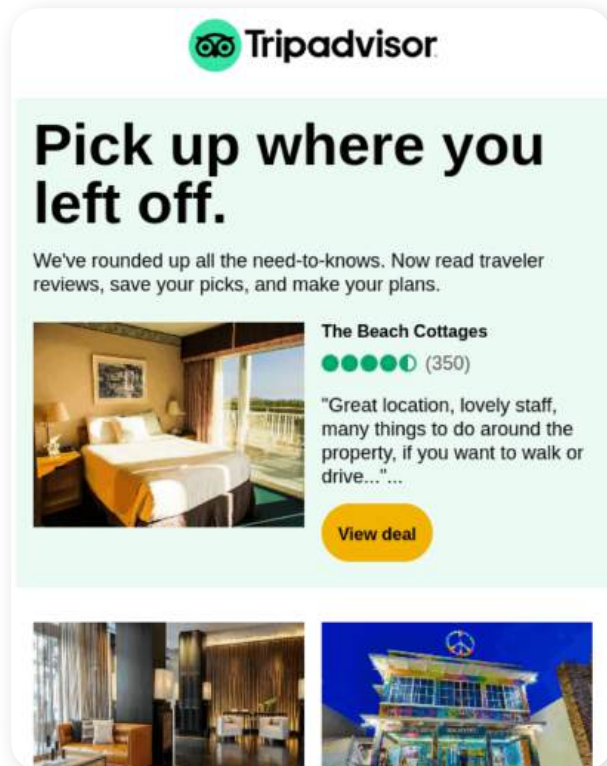 Tripadvisor
Pick up where you
left off.
We've rounded up all the need-to-knows. Now read traveler
reviews, save your picks, and make your plans.
The Beach Cottages
(350)
"Great location, lovely staff,
many things to do around the
property, if you want to walk or
drive..."...
View deal